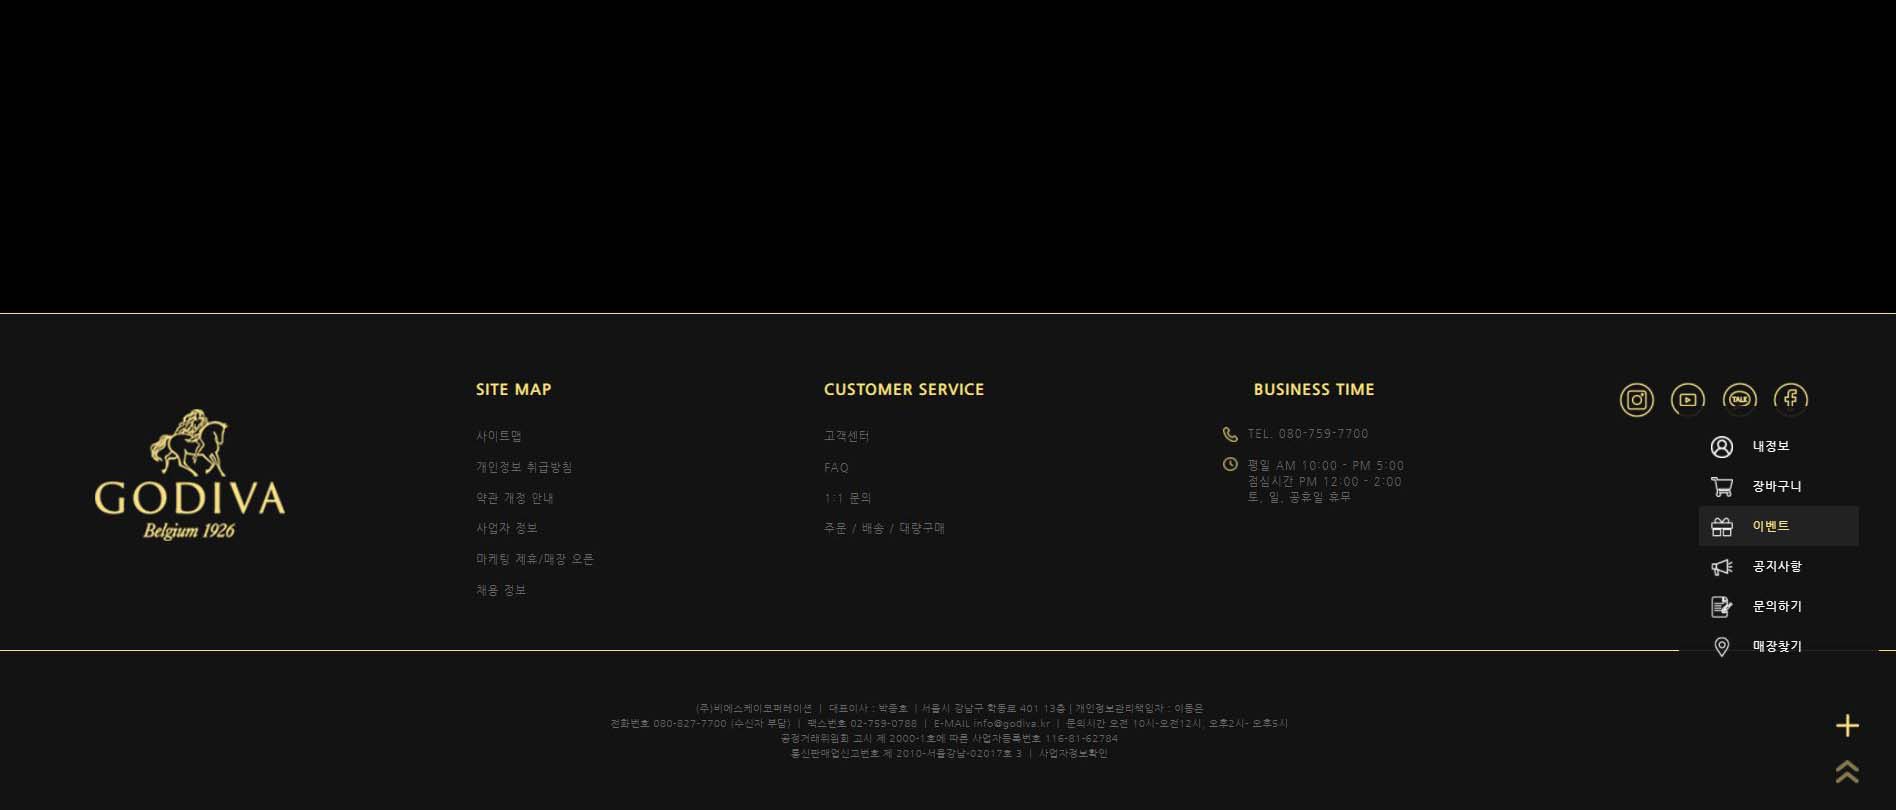 GODIVA
Belgium 1926
SITE MAP
사이트맵
개인정보 취급방침
약관 개정 안내
사업자 정보
마케팅 제휴/매장 오픈
채용 정보
CUSTOMER SERVICE
고객센터
FAQ
1:1 문의
주문 / 배송 / 대량구매
BUSINESS TIME
TEL. 080-759-7700
평일 AM 10:00 - PM 5:00
점심시간 PM 12:00 - 2:00
토, 일, 공휴일 휴무
TALK
내정보
장바구니
이벤트
공지사항
문의하기
매장찾기
(주)비에스케이코퍼레이션 | 대표이사 : 박종호 | 서울시 강남구 학동로 401 13층 | 개인정보관리책임자 : 이동은
전화번호 080-827-7700 (수신자 부담) | 팩스번호 02-759-0788 | E-MAIL info@godiva.kr | 문의시간 오전 10시-오전12시, 오후2시- 오후5시
공정거래위원회 고시 제 2000-1호에 따른 사업자등록번호 116-81-62784
통신판매업신고번호 제 2010-서울강남-02017호 3 | 사업자정보확인